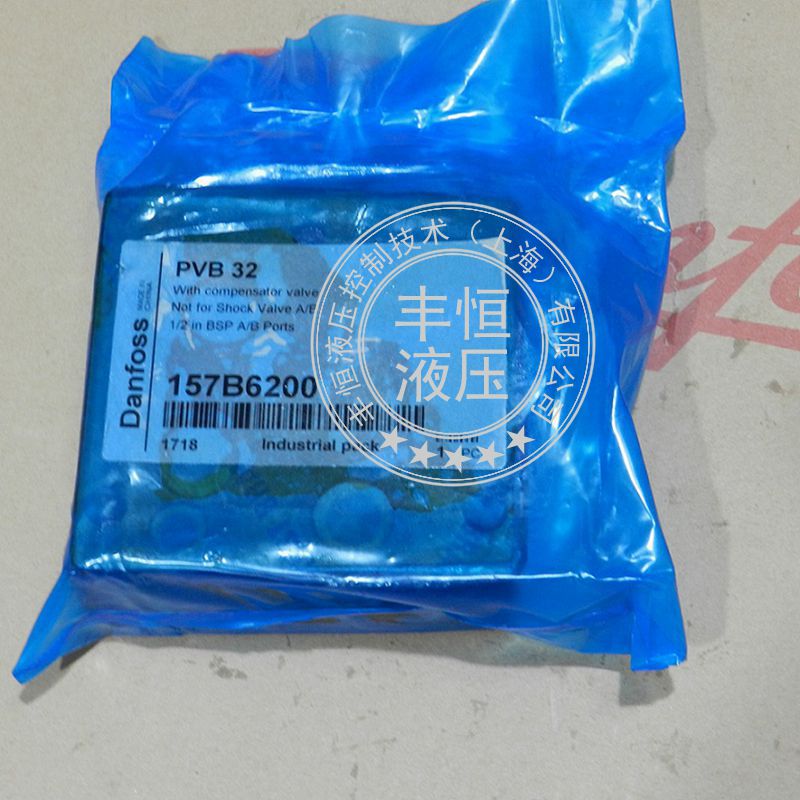 PVB 32
With compensator valve
Not for Shock Valve A/B
1/2 in BSP A/B Ports
157B6200
1718
Industrial pack
Danfoss
MADE IN
CHINA
丰恒液压控制技术（上海）有限公司
丰恒
液压